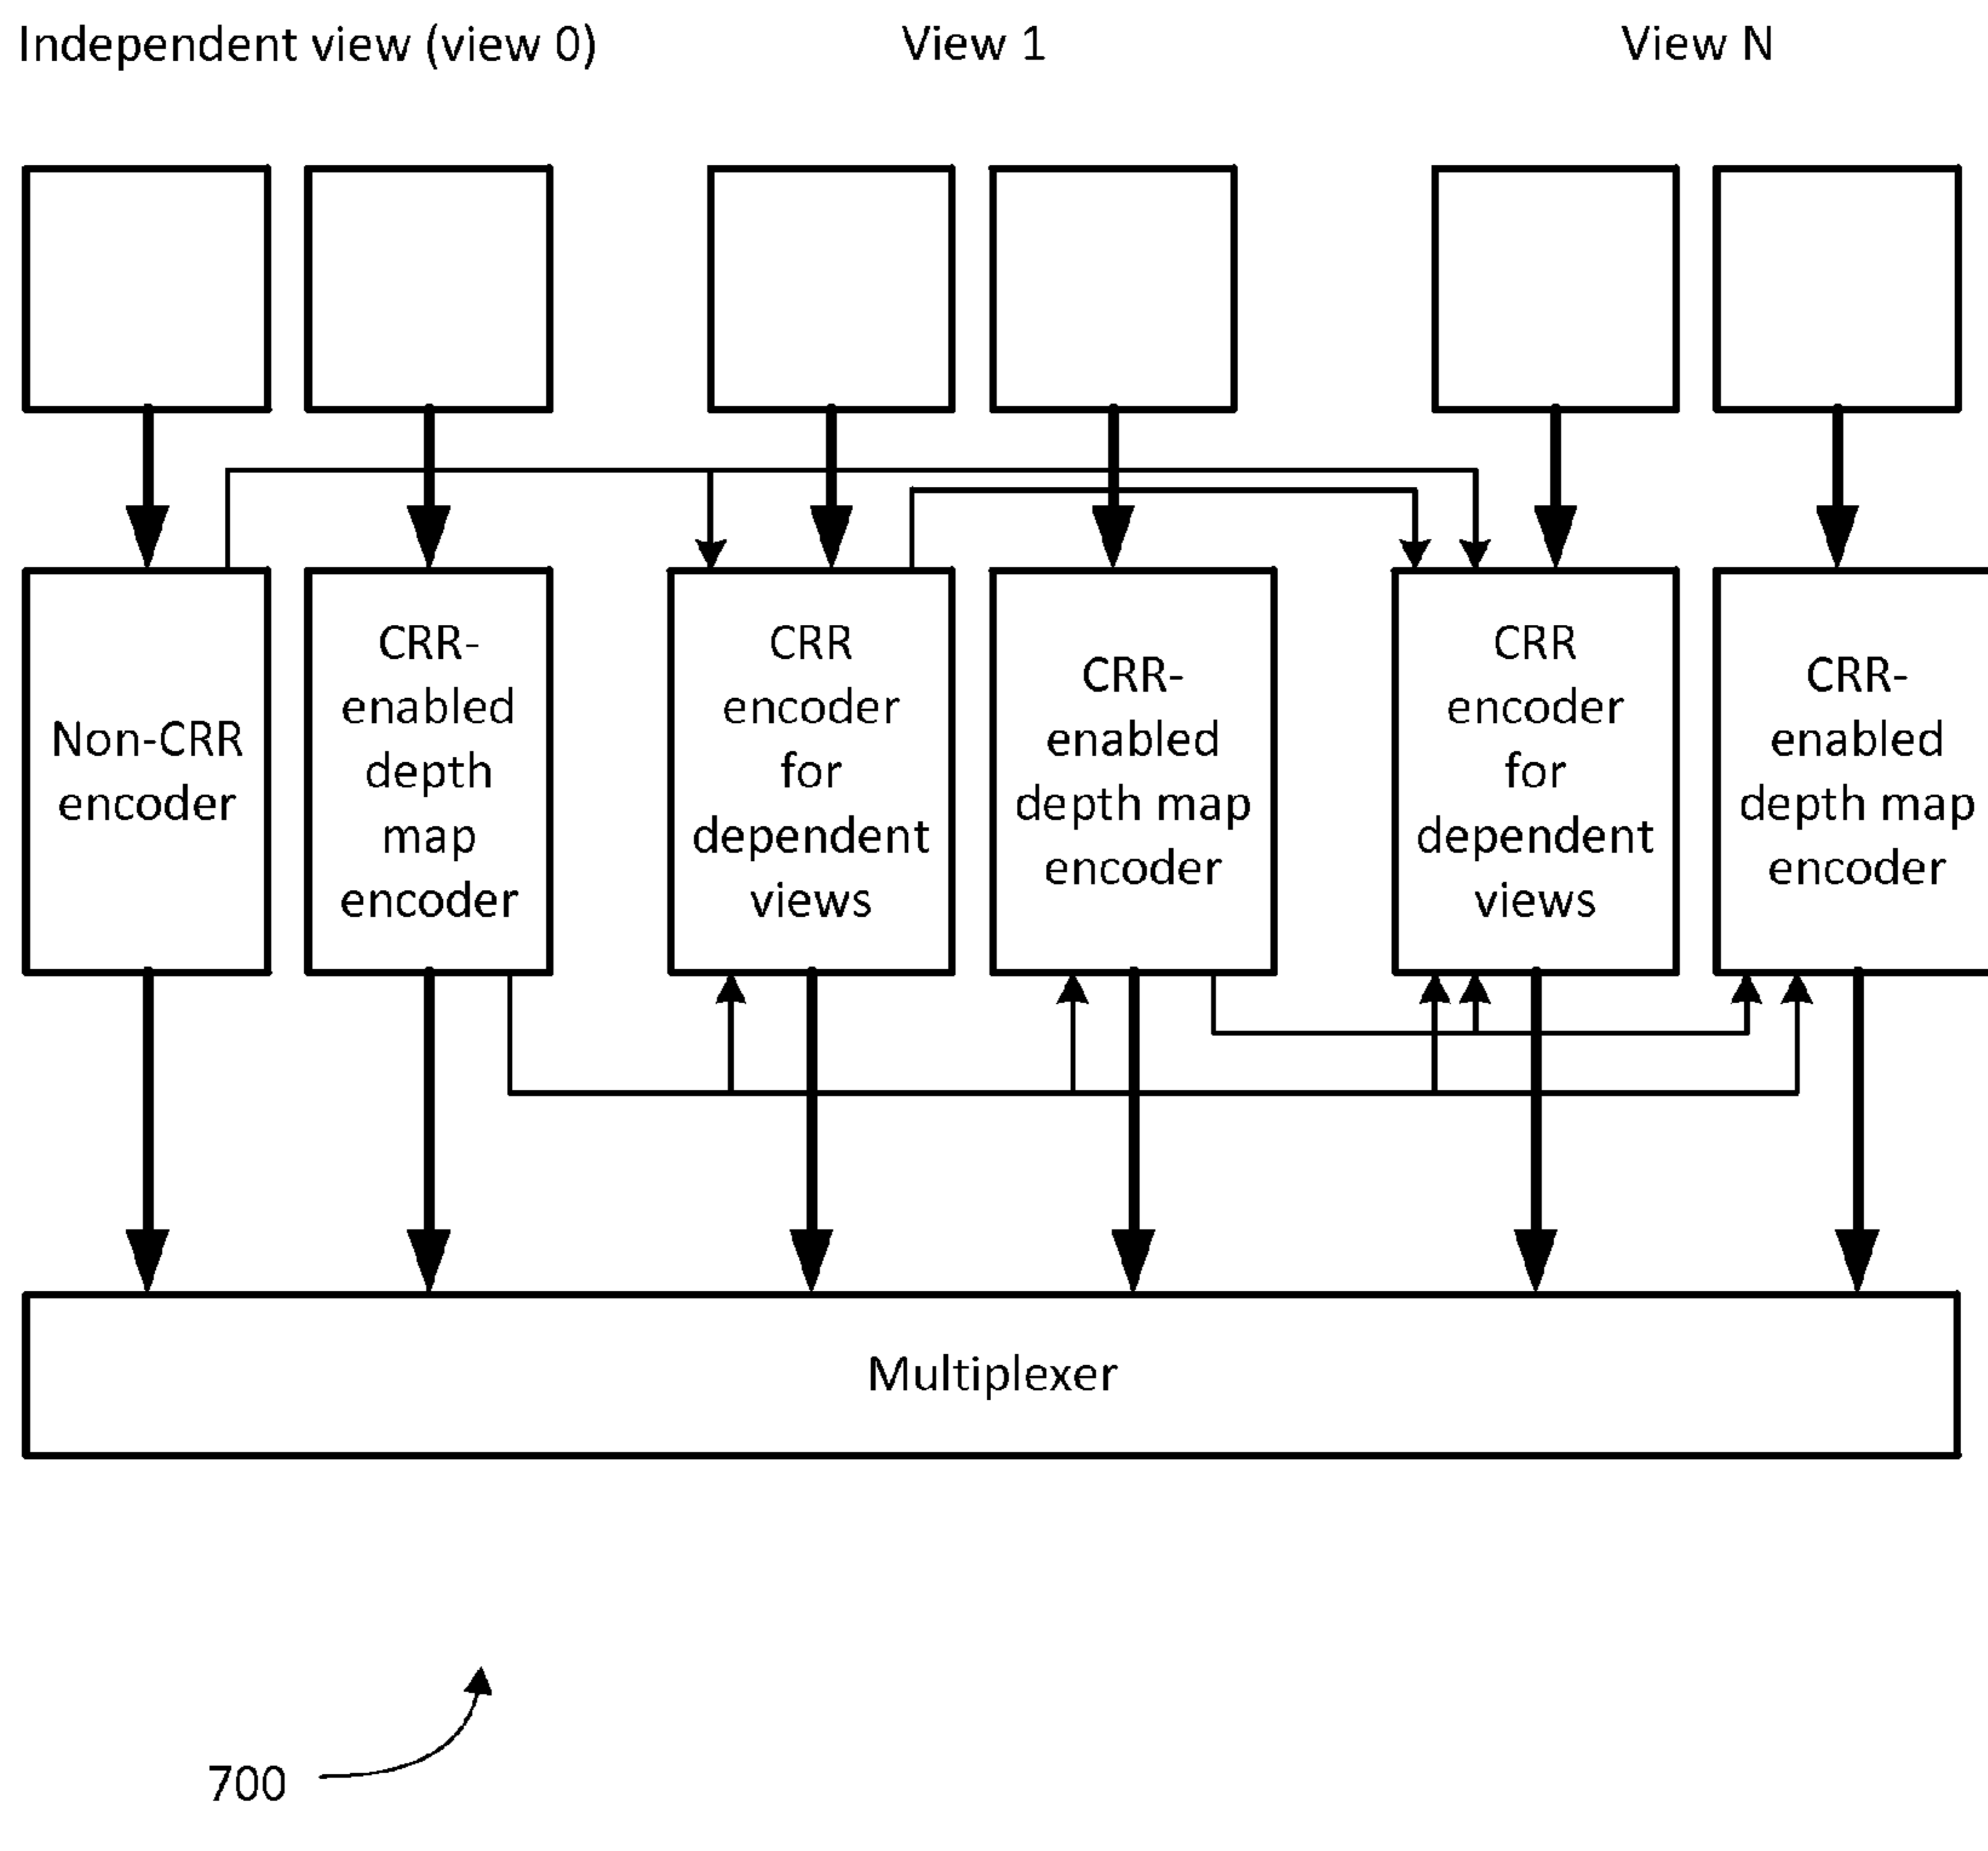 Independent view (view 0)
View 1
View N
Non-CRR
encoder
CRR-
enabled
depth
map
encoder
CRR
encoder
for
dependent
views
CRR-
enabled
depth map
encoder
CRR
encoder
for
dependent
views
CRR-
enabled
depth map
encoder
Multiplexer
700